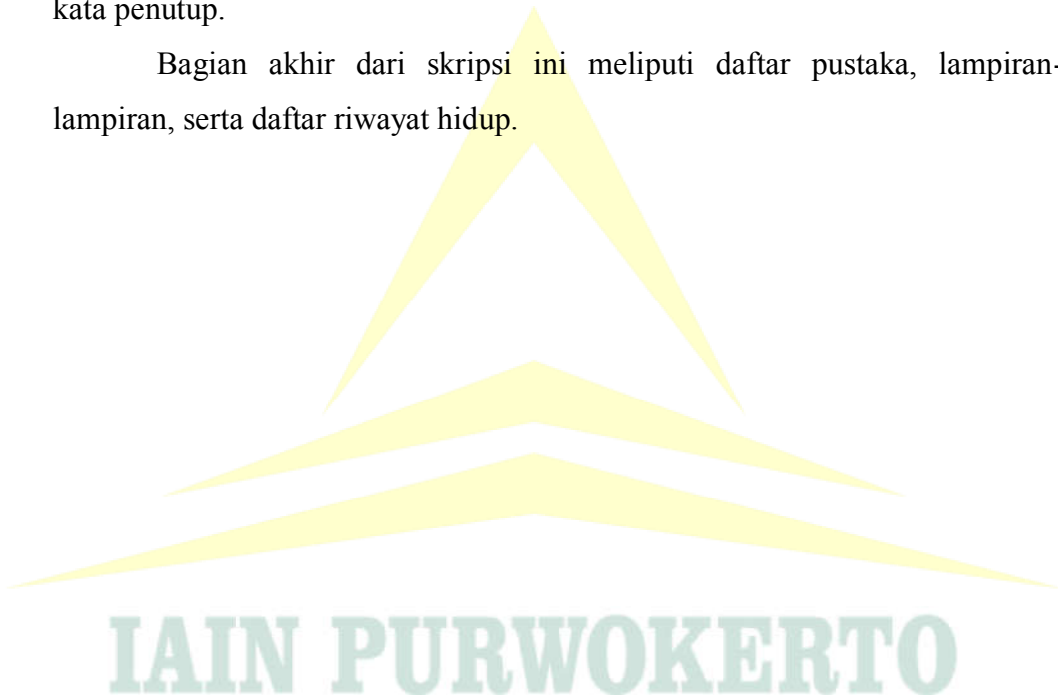 kata penutup.
Bagian akhir dari skripsi ini meliputi daftar pustaka, lampiran-
lampiran, serta daftar riwayat hidup.
IAIN PURWOKERTO